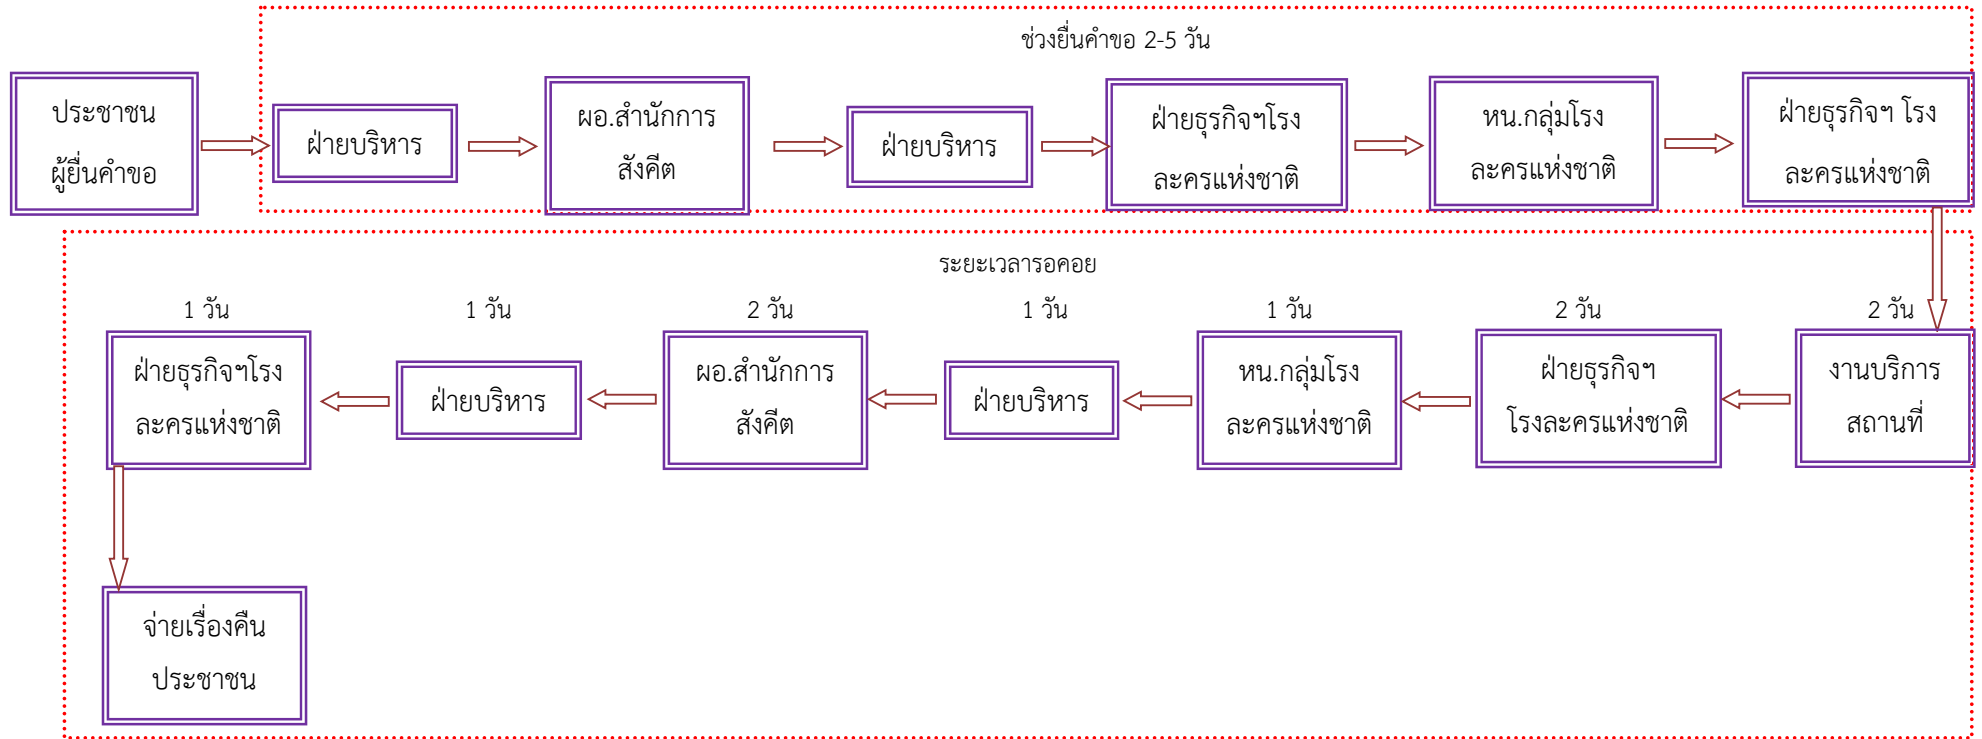 ช่วงยื่นคำขอ 2-5 วัน
ประชาชน
ผู้ยื่นคำขอ
ฝ่ายบริหาร
ผอ.สำนักการ
สังคีต
ฝ่ายบริหาร
ฝ่ายธุรกิจฯโรง
ละครแห่งชาติ
หน.กลุ่มโรง
ละครแห่งชาติ
ฝ่ายธุรกิจฯ โรง
ละครแห่งชาติ
ระยะเวลารอคอย
1 วัน
1 วัน
2 วัน
1 วัน
1 วัน
2 วัน
2 วัน
ฝ่ายธุรกิจฯโรง
ละครแห่งชาติ
ฝ่ายบริหาร
ผอ.สำนักการ
สังคีต
ฝ่ายบริหาร
หน.กลุ่มโรง
ละครแห่งชาติ
ฝ่ายธุรกิจฯ
โรงละครแห่งชาติ
งานบริการ
สถานที่
จ่ายเรื่องคืน
ประชาชน